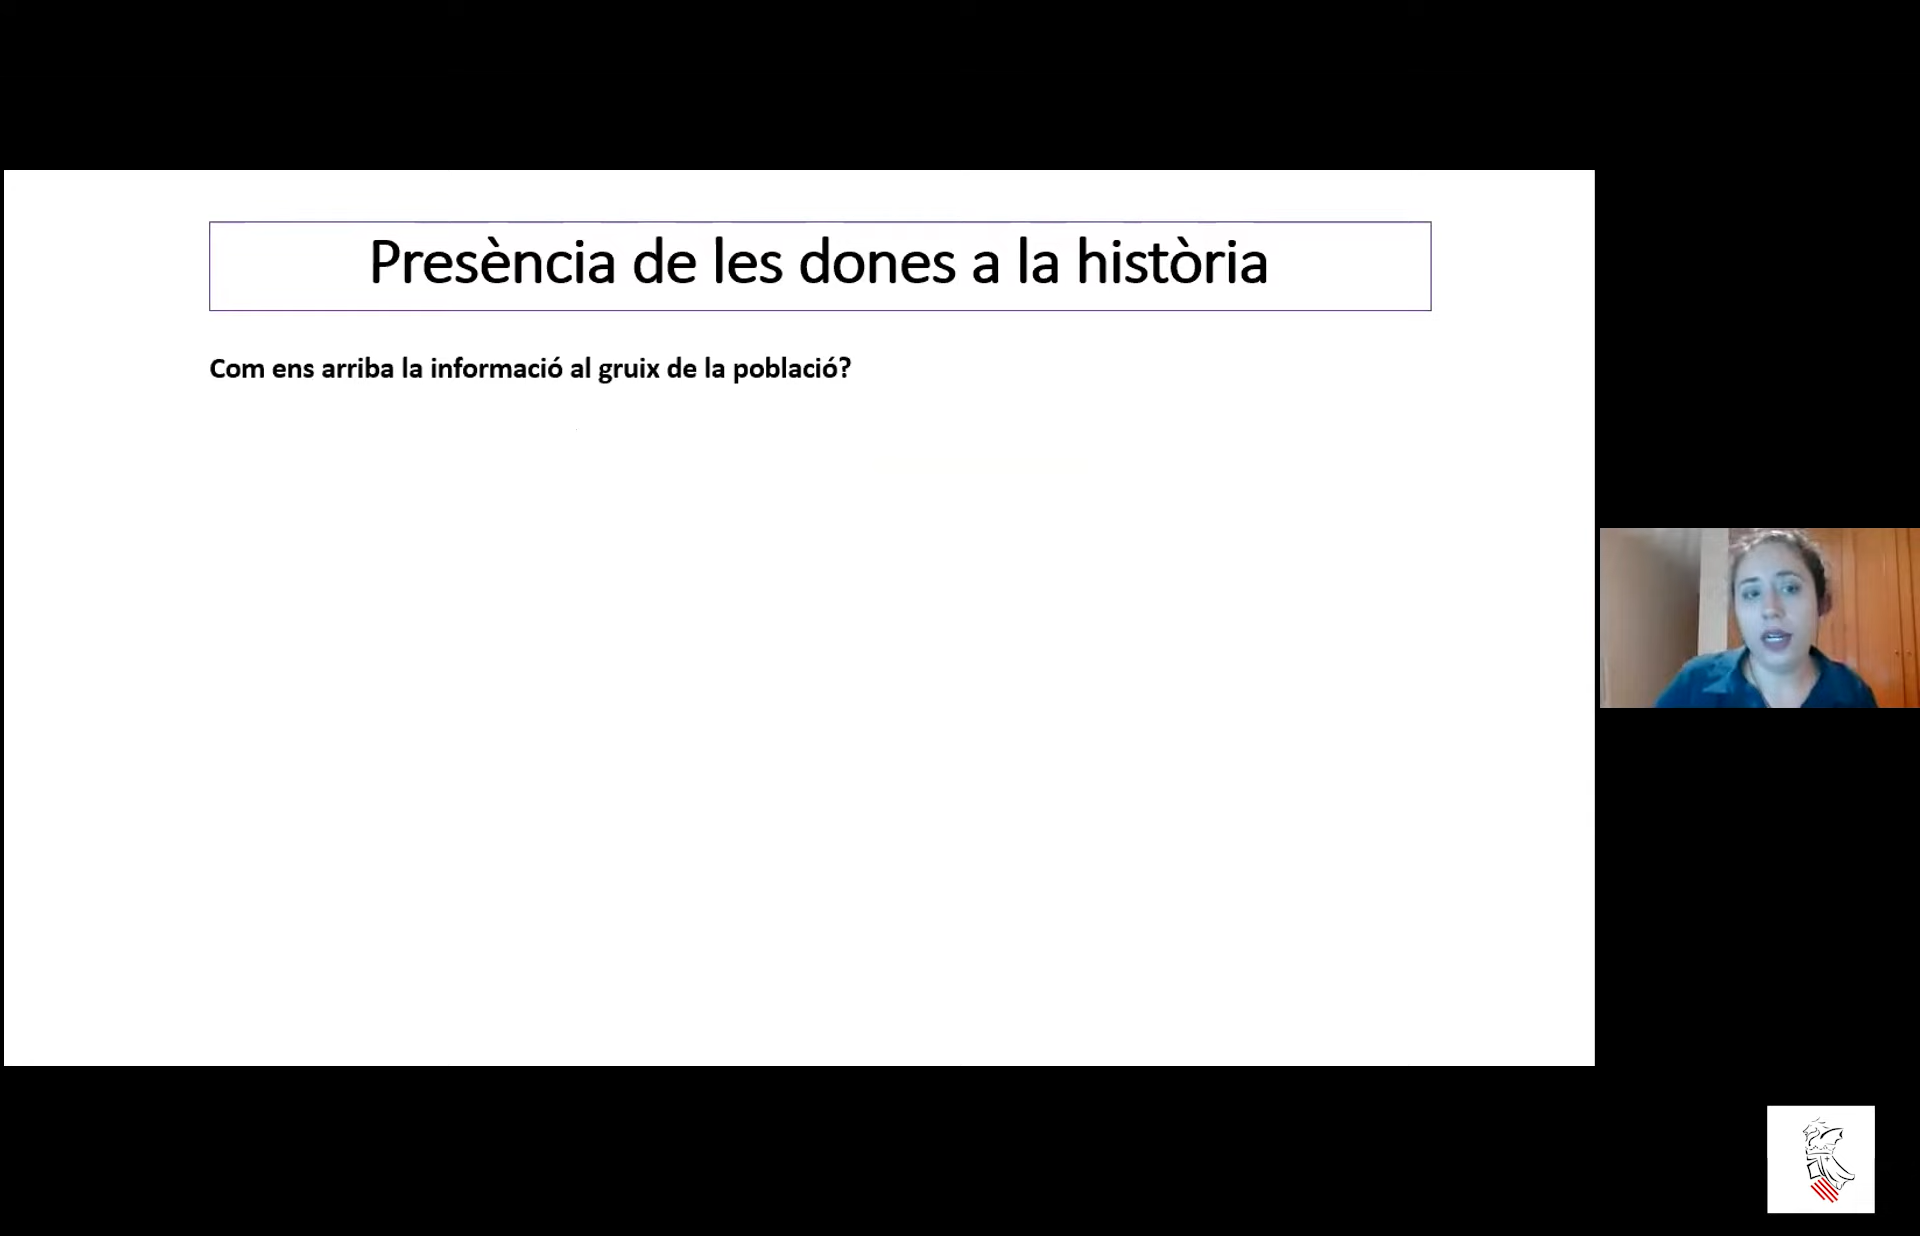 Presència de les dones a la història
Com ens arriba la informació al gruix de la població?